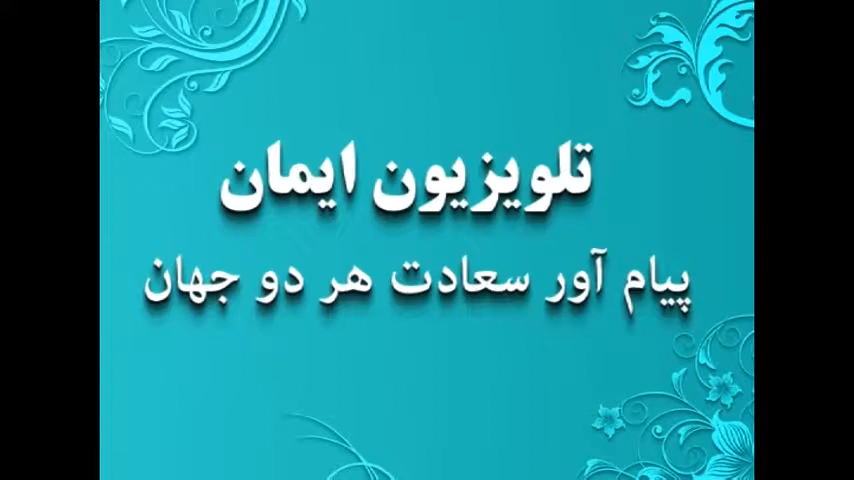 تلویزیون ایمان
پیام آور سعادت هر دو جهان